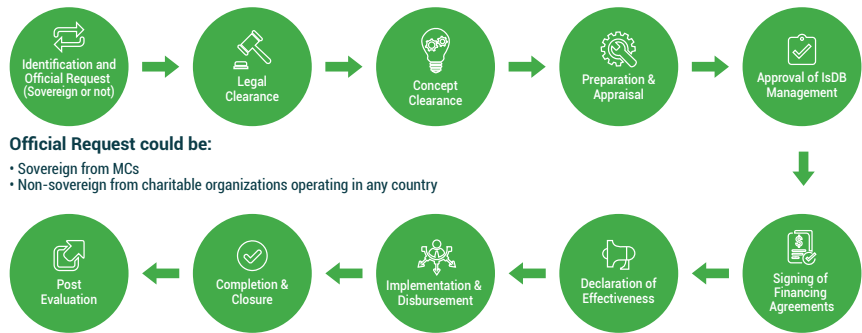 Identification and
Official Request
(Sovereign or not)
Legal
Clearance
Concept
Clearance
Preparation &
Appraisal
Approval of IsDB
Management
Official Request could be:
• Sovereign from MCs
• Non-sovereign from charitable organizations operating in any country
$
Signing of
Financing
Agreements
Declaration of
Effectiveness
Implementation &
Disbursement
Completion &
Closure
Post
Evaluation